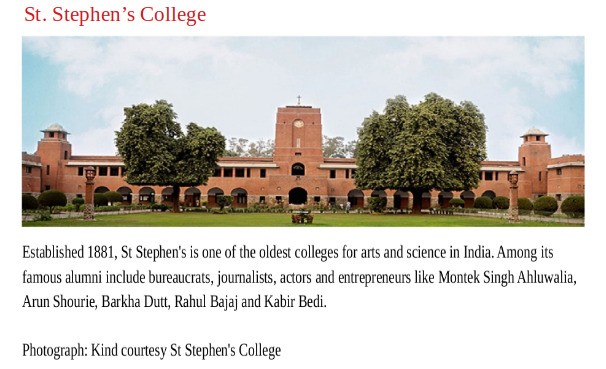 St. Stephen’s College
Established 1881, St Stephen's is one of the oldest colleges for arts and science in India. Among its
famous alumni include bureaucrats, journalists, actors and entrepreneurs like Montek Singh Ahluwalia,
Arun Shourie, Barkha Dutt, Rahul Bajaj and Kabir Bedi.
Photograph: Kind courtesy St Stephen's College